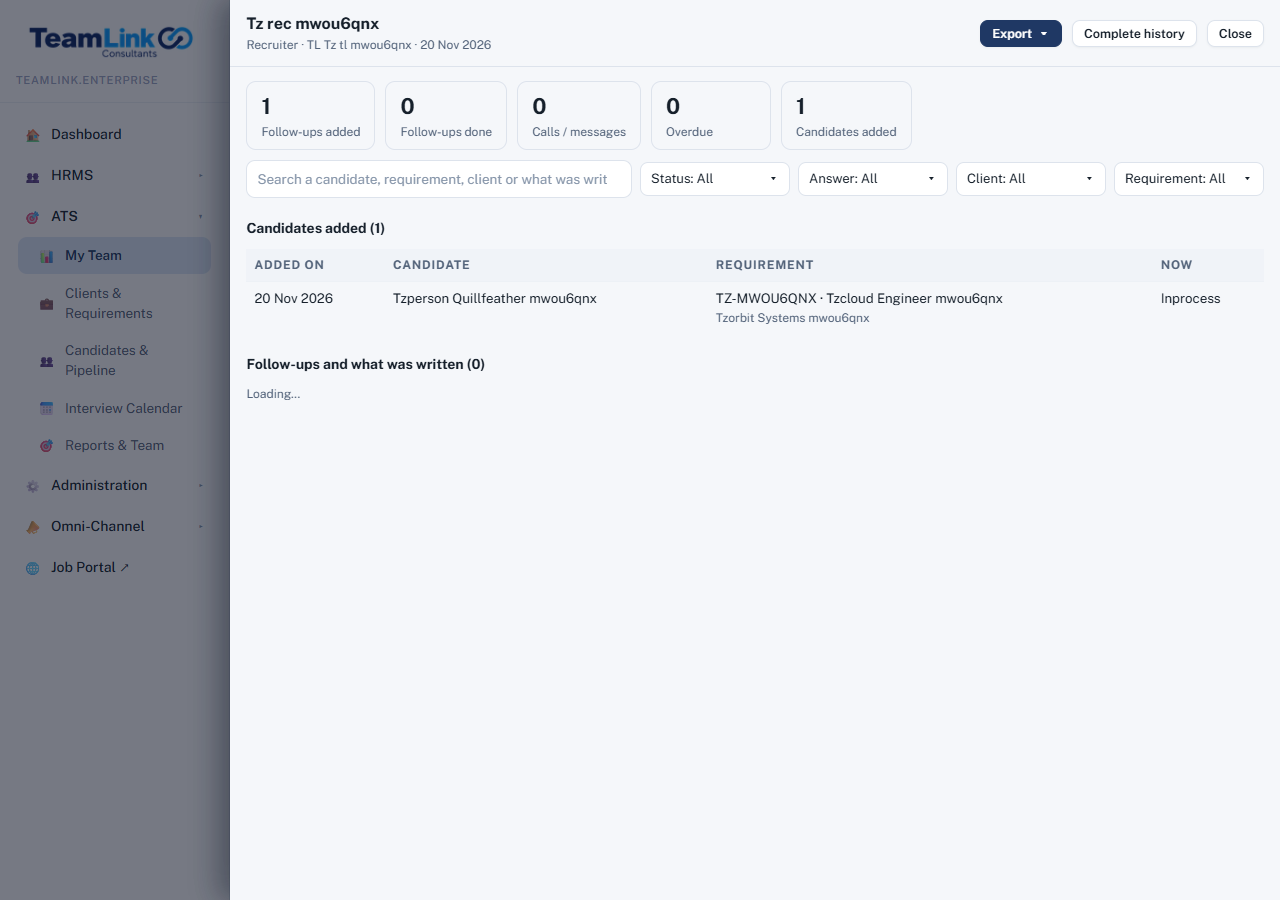 TeamLink
Consultants
TEAMLINK.ENTERPRISE
Dashboard
HRMS
ATS
My Team
Clients &
Requirements
Candidates &
Pipeline
Interview Calendar
Reports & Team
Administration
Omni-Channel
Job Portal ↗
Tz rec mwou6qnx
Recruiter · TL Tz tl mwou6qnx · 20 Nov 2026
Export
Complete history
Close
1
Follow-ups added
0
Follow-ups done
0
Calls / messages
0
Overdue
1
Candidates added
Search a candidate, requirement, client or what was writ
Status: All
Answer: All
Client: All
Requirement: All
Candidates added (1)
ADDED ON CANDIDATE REQUIREMENT NOW
20 Nov 2026 Tzperson Quillfeather mwou6qnx TZ-MWOU6QNX · Tzcloud Engineer mwou6qnx Inprocess
Tzorbit Systems mwou6qnx
Follow-ups and what was written (0)
Loading...